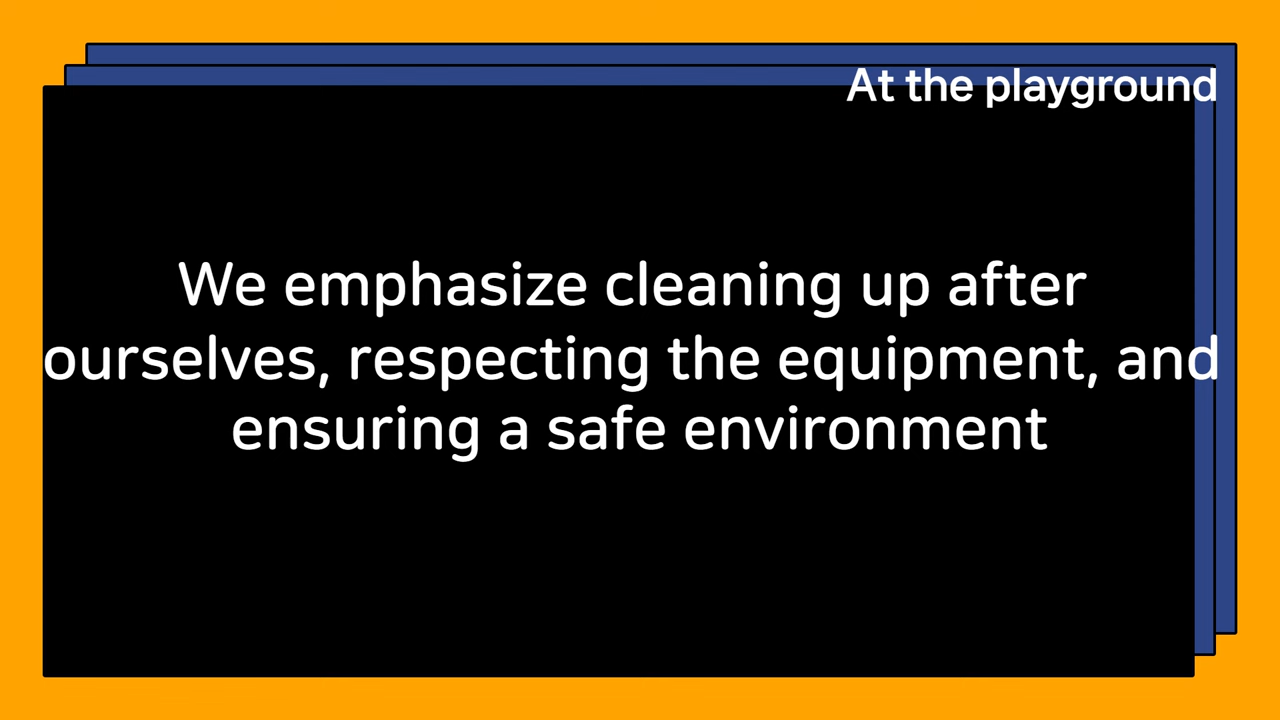 At the playground
We emphasize cleaning up after
ourselves, respecting the equipment, and
ensuring a safe environment